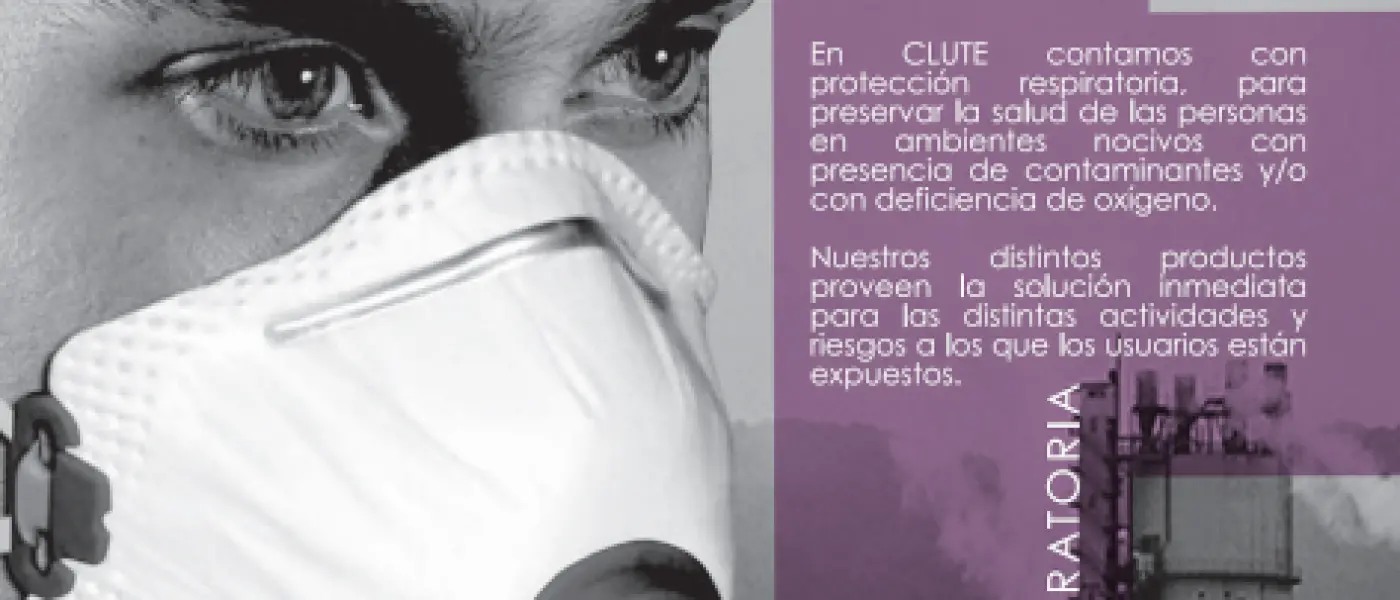 En CLUTE contamos con
protección respiratoria, para
preservar la salud de las personas
en ambientes nocivos con
presencia de contaminantes y/o
con deficiencia de oxígeno.
Nuestros distintos productos
proveen la solución inmediata
para las distintas actividades y
riesgos a los que los usuarios están
expuestos.
RATORIA